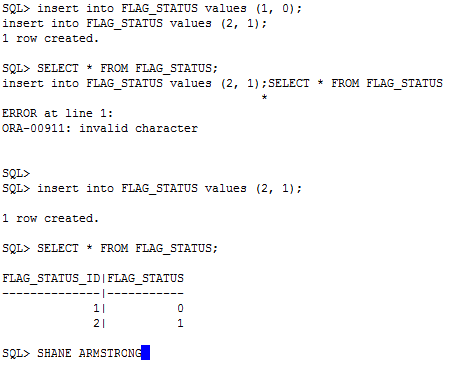 SQL> insert into FLAG_STATUS values (1, 0);
insert into FLAG_STATUS values (2, 1);
1 row created.
SQL> SELECT * FROM FLAG_STATUS;
insert into FLAG_STATUS values (2, 1);SELECT * FROM FLAG_STATUS
*
ERROR at line 1:
ORA-00911: invalid character
SQL>
SQL> insert into FLAG_STATUS values (2, 1);
1 row created.
SQL> SELECT * FROM FLAG_STATUS;
FLAG_STATUS_ID|FLAG_STATUS
--------------|-----------
1| 0
2| 1
SQL> SHANE ARMSTRONG